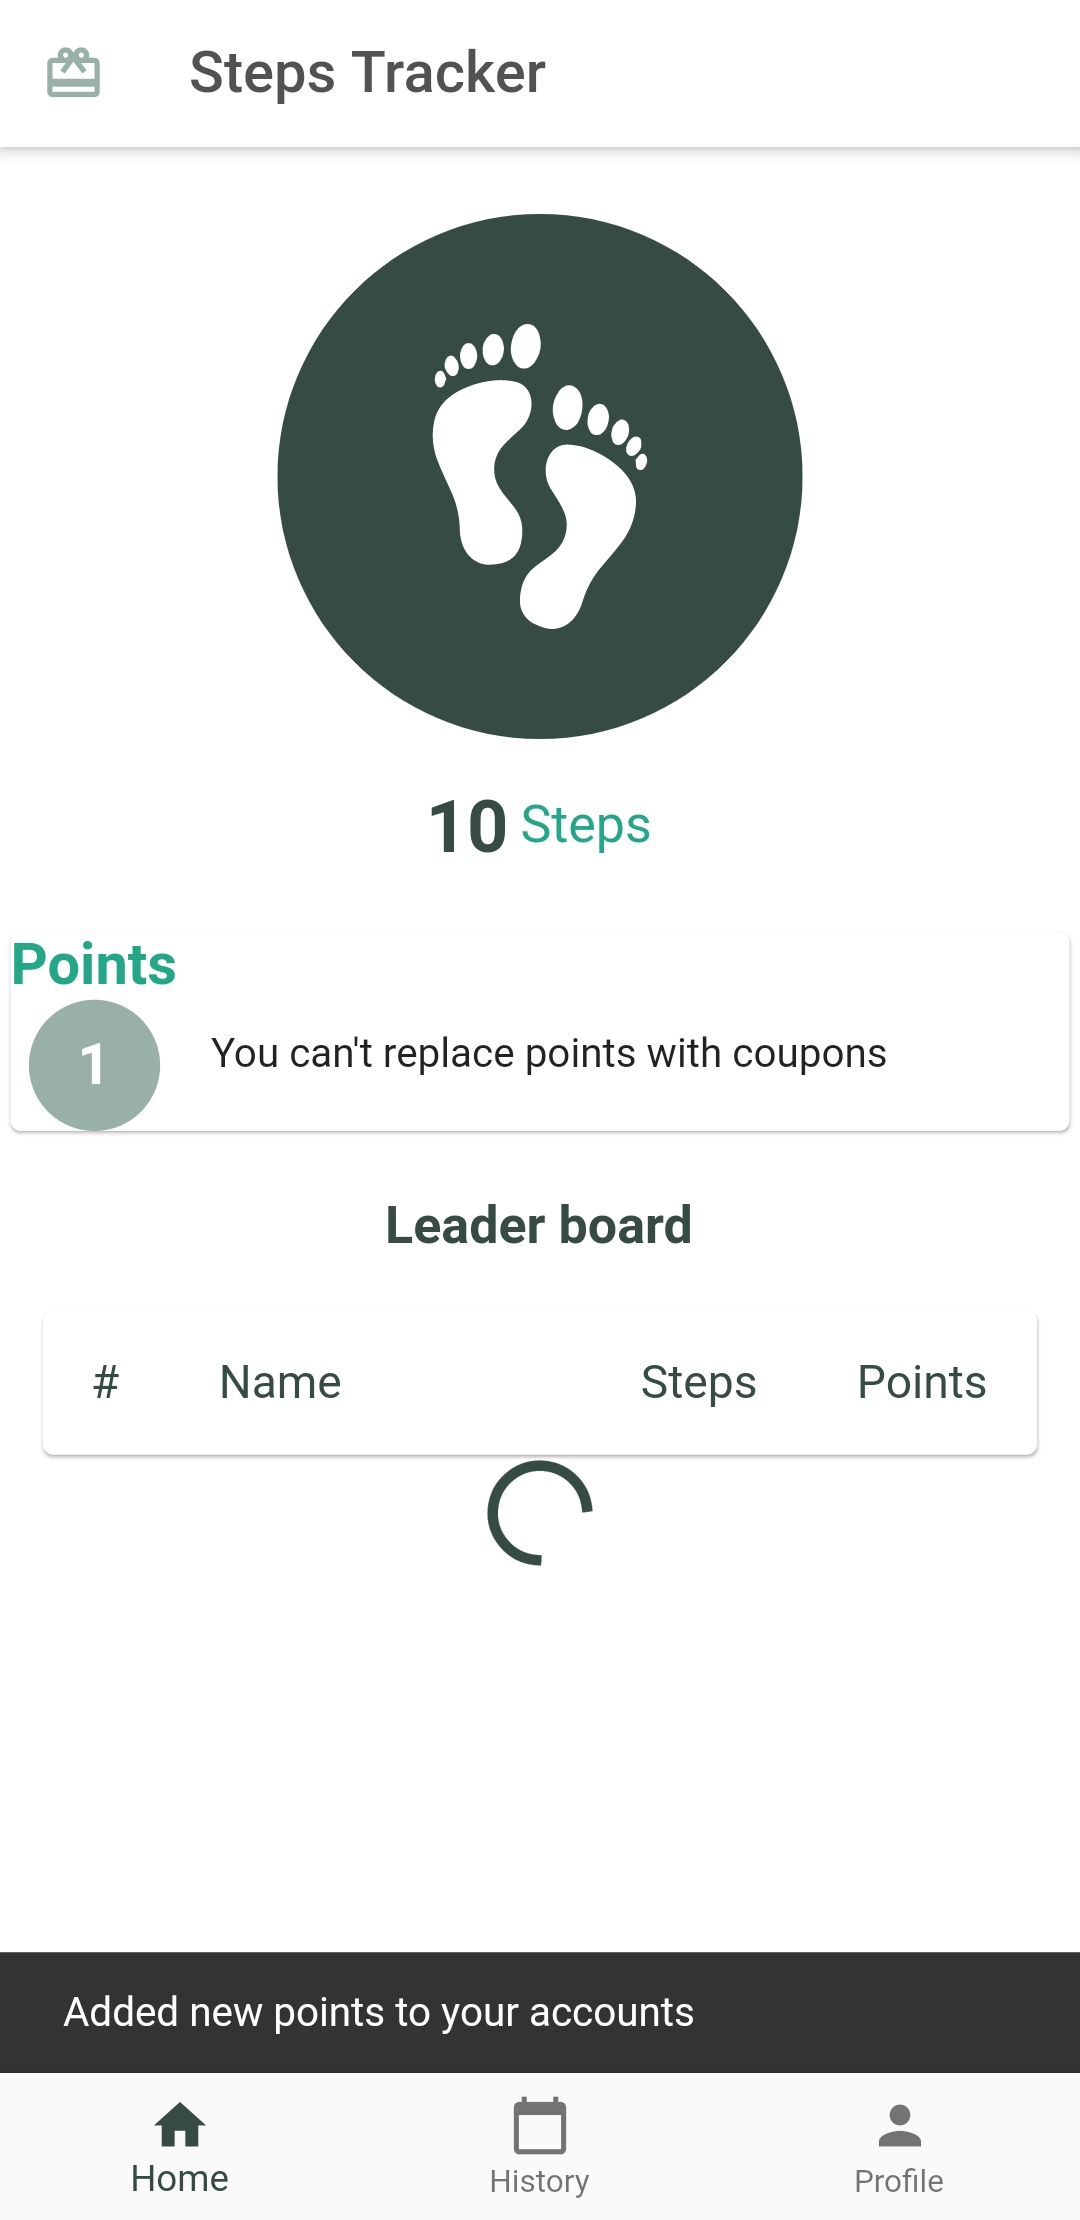 Steps Tracker
10 Steps
Points
1
You can't replace points with coupons
Leader board
# Name Steps Points
Added new points to your accounts
Home History Profile